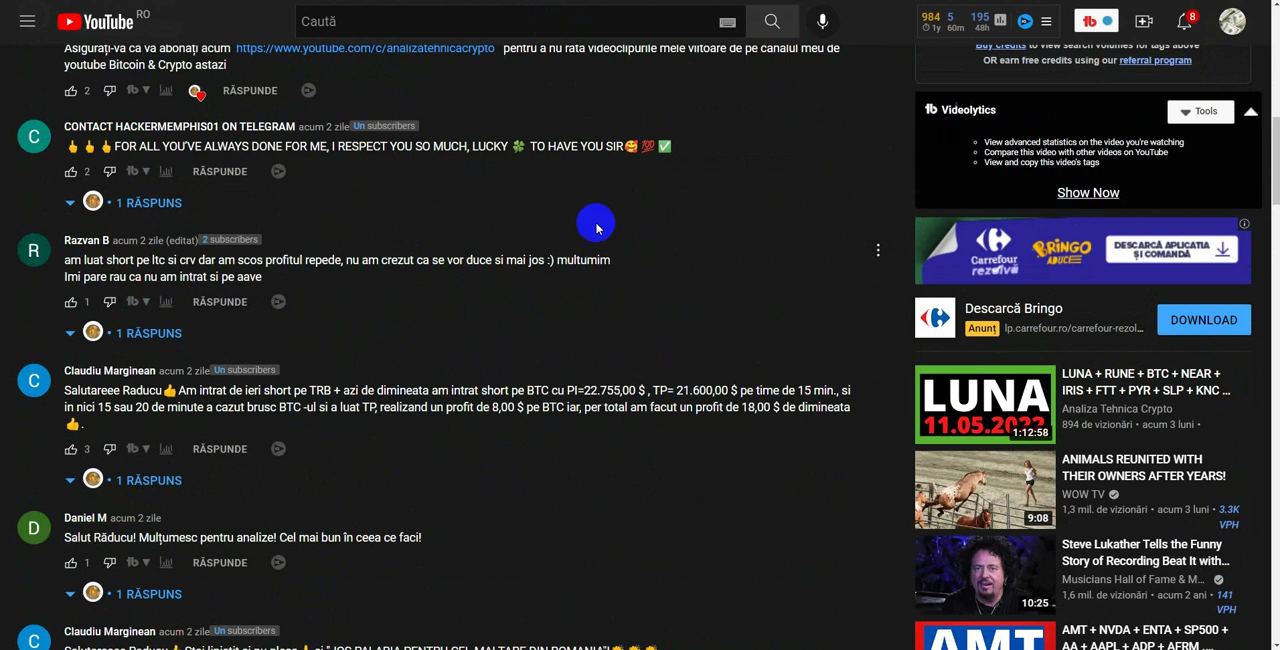 YouTube RO
Caută
984 5 195
1y 60m 48h
8
Asigurați-vă că vă abonați acum https://www.youtube.com/c/analizatehnicacrypto pentru a nu rata videoclipurile mele viitoare de pe canalul meu de
youtube Bitcoin & Crypto astazi
2 RĂSPUNDE
CONTACT HACKERMEMPHIS01 ON TELEGRAM acum 2 zile Un subscribers
👆👆👆FOR ALL YOU'VE ALWAYS DONE FOR ME, I RESPECT YOU SO MUCH, LUCKY 🍀 TO HAVE YOU SIR🥰 💯 ✅
2 RĂSPUNDE
1 RĂSPUNS
Razvan B acum 2 zile (editat) 2 subscribers
am luat short pe ltc si crv dar am scos profitul repede, nu am crezut ca se vor duce si mai jos :) multumim
Imi pare rau ca nu am intrat si pe aave
1 RĂSPUNDE
1 RĂSPUNS
Claudiu Marginean acum 2 zile Un subscribers
Salutareee Raducu👍Am intrat de ieri short pe TRB + azi de dimineata am intrat short pe BTC cu PI=22.755,00 $ , TP= 21.600,00 $ pe time de 15 min., si
in nici 15 sau 20 de minute a cazut brusc BTC -ul si a luat TP, realizand un profit de 8,00 $ pe BTC iar, per total am facut un profit de 18,00 $ de dimineata
👍.
3 RĂSPUNDE
1 RĂSPUNS
Daniel M acum 2 zile
Salut Răducu! Mulțumesc pentru analize! Cel mai bun în ceea ce faci!
1 RĂSPUNDE
1 RĂSPUNS
Claudiu Marginean acum 2 zile Un subscribers
Buy credits to view search volumes for tags above
OR earn free credits using our referral program
Videolytics Tools
View advanced statistics on the video you're watching
Compare this video with other videos on YouTube
View and copy this video's tags
Show Now
Carrefour
rezolvă
BRINGO
ADUCE
DESCARCĂ APLICAȚIA
ȘI COMANDĂ
Descarcă Bringo
Anunț lp.carrefour.ro/carrefour-rezol...
DOWNLOAD
LUNA
11.05.2022
1:12:58
LUNA + RUNE + BTC + NEAR +
IRIS + FTT + PYR + SLP + KNC ...
Analiza Tehnica Crypto
894 de vizionări • acum 3 luni •
9:08
ANIMALS REUNITED WITH
THEIR OWNERS AFTER YEARS!
WOW TV
1,3 mil. de vizionări • acum 3 luni • 3.3K
VPH
10:25
Steve Lukather Tells the Funny
Story of Recording Beat It with...
Musicians Hall of Fame & M...
1,6 mil. de vizionări • acum 2 ani • 141
VPH
AMT
AMT + NVDA + ENTA + SP500 +
AA + AAPL + ADP + AFRM ...